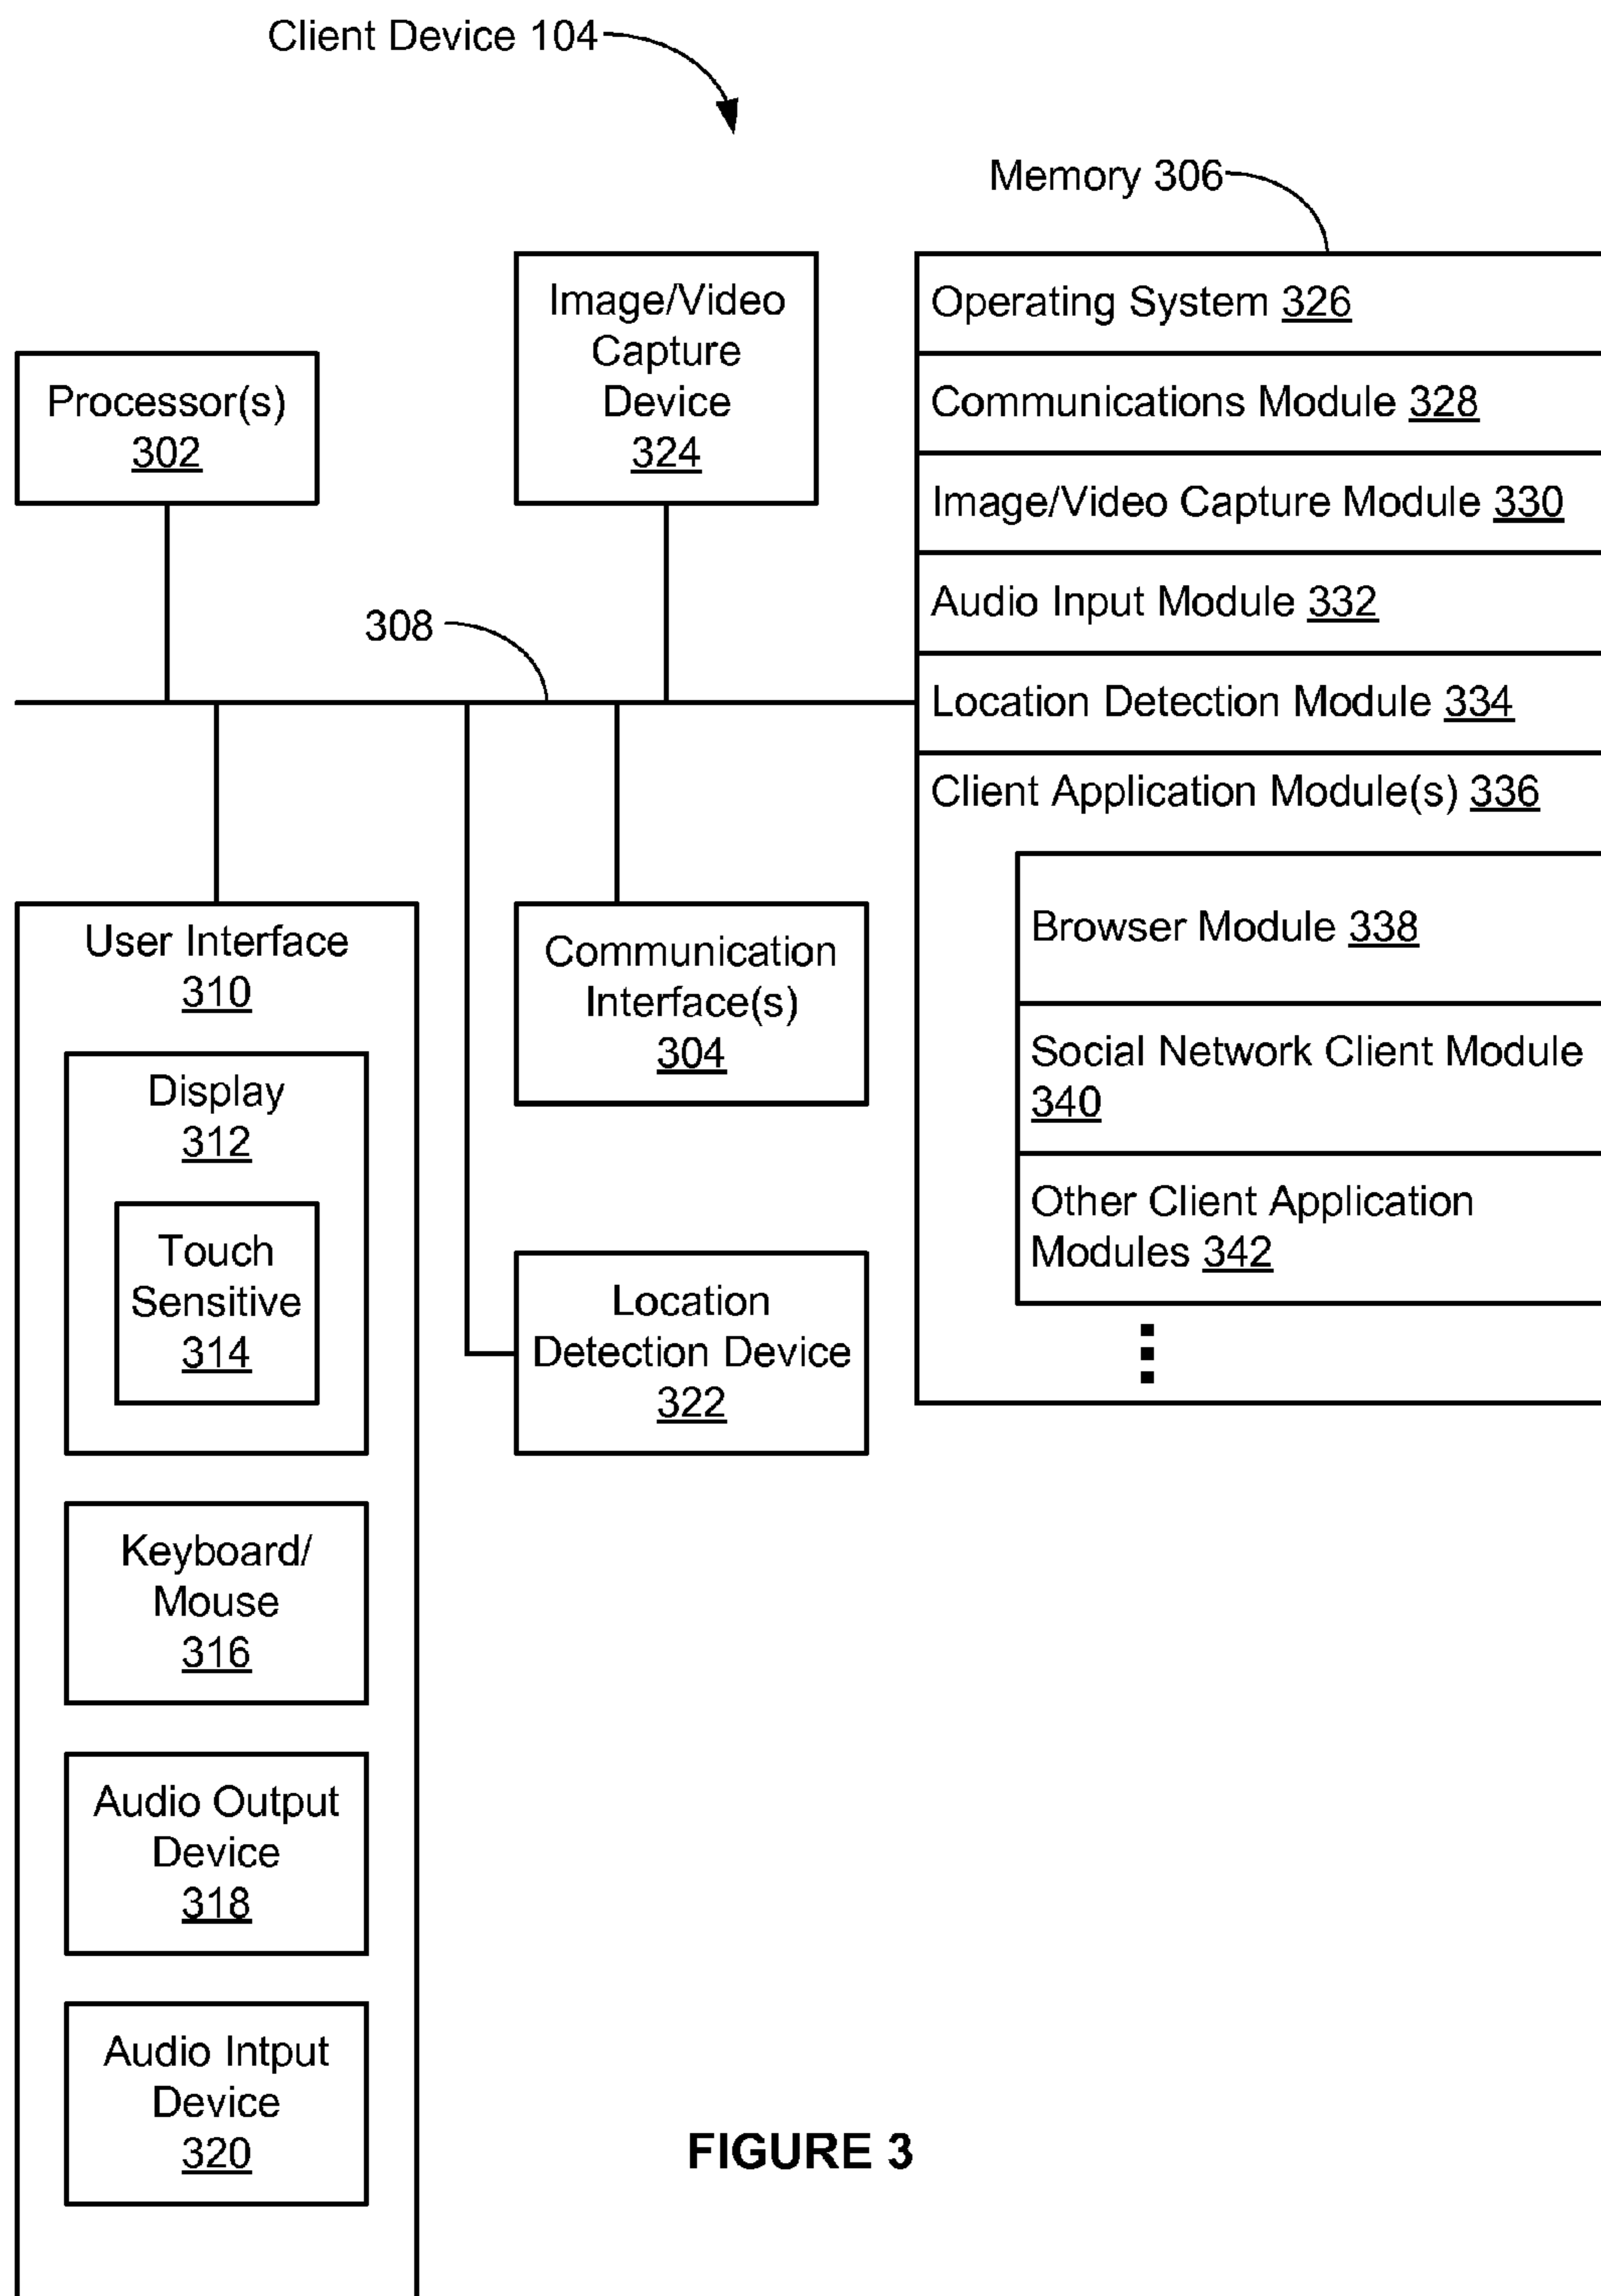 Client Device 104
Memory 306
Processor(s)
302
Image/Video
Capture
Device
324
308
Operating System 326
Communications Module 328
Image/Video Capture Module 330
Audio Input Module 332
Location Detection Module 334
Client Application Module(s) 336
Browser Module 338
Social Network Client Module
340
Other Client Application
Modules 342
User Interface
310
Display
312
Touch
Sensitive
314
Keyboard/
Mouse
316
Audio Output
Device
318
Audio Intput
Device
320
Communication
Interface(s)
304
Location
Detection Device
322
FIGURE 3